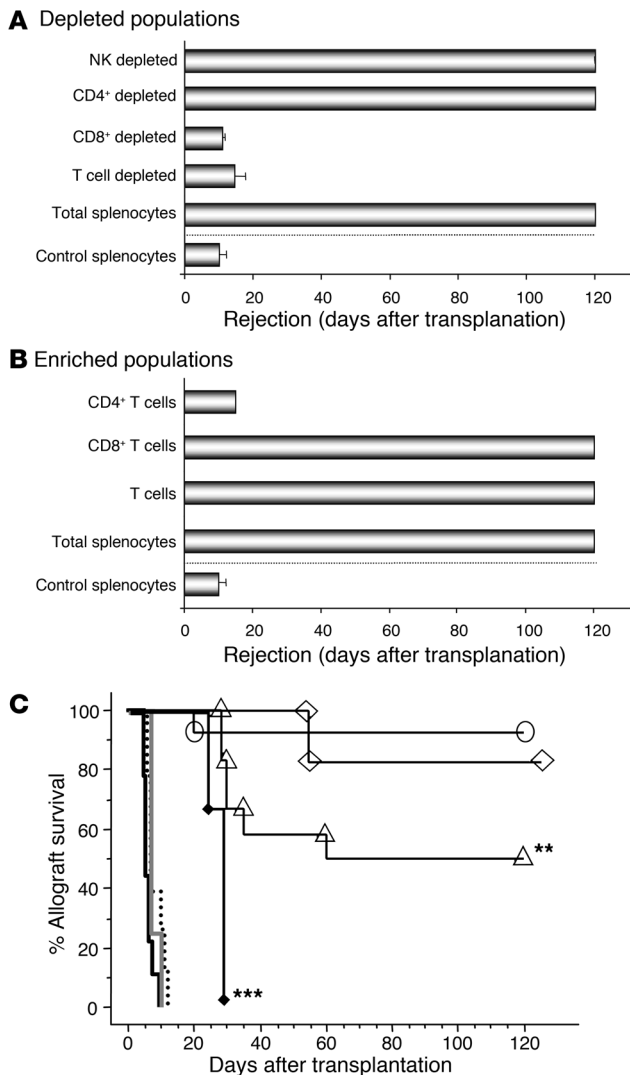 A Depleted populations
NK depleted
CD4+ depleted
CD8+ depleted
T cell depleted
Total splenocytes
Control splenocytes
0 20 40 60 80 100 120
Rejection (days after transplanation)
B Enriched populations
CD4+ T cells
CD8+ T cells
T cells
Total splenocytes
Control splenocytes
0 20 40 60 80 100 120
Rejection (days after transplanation)
C
% Allograft survival
100
80
60
40
20
0
**
***
0 20 40 60 80 100 120
Days after transplantation